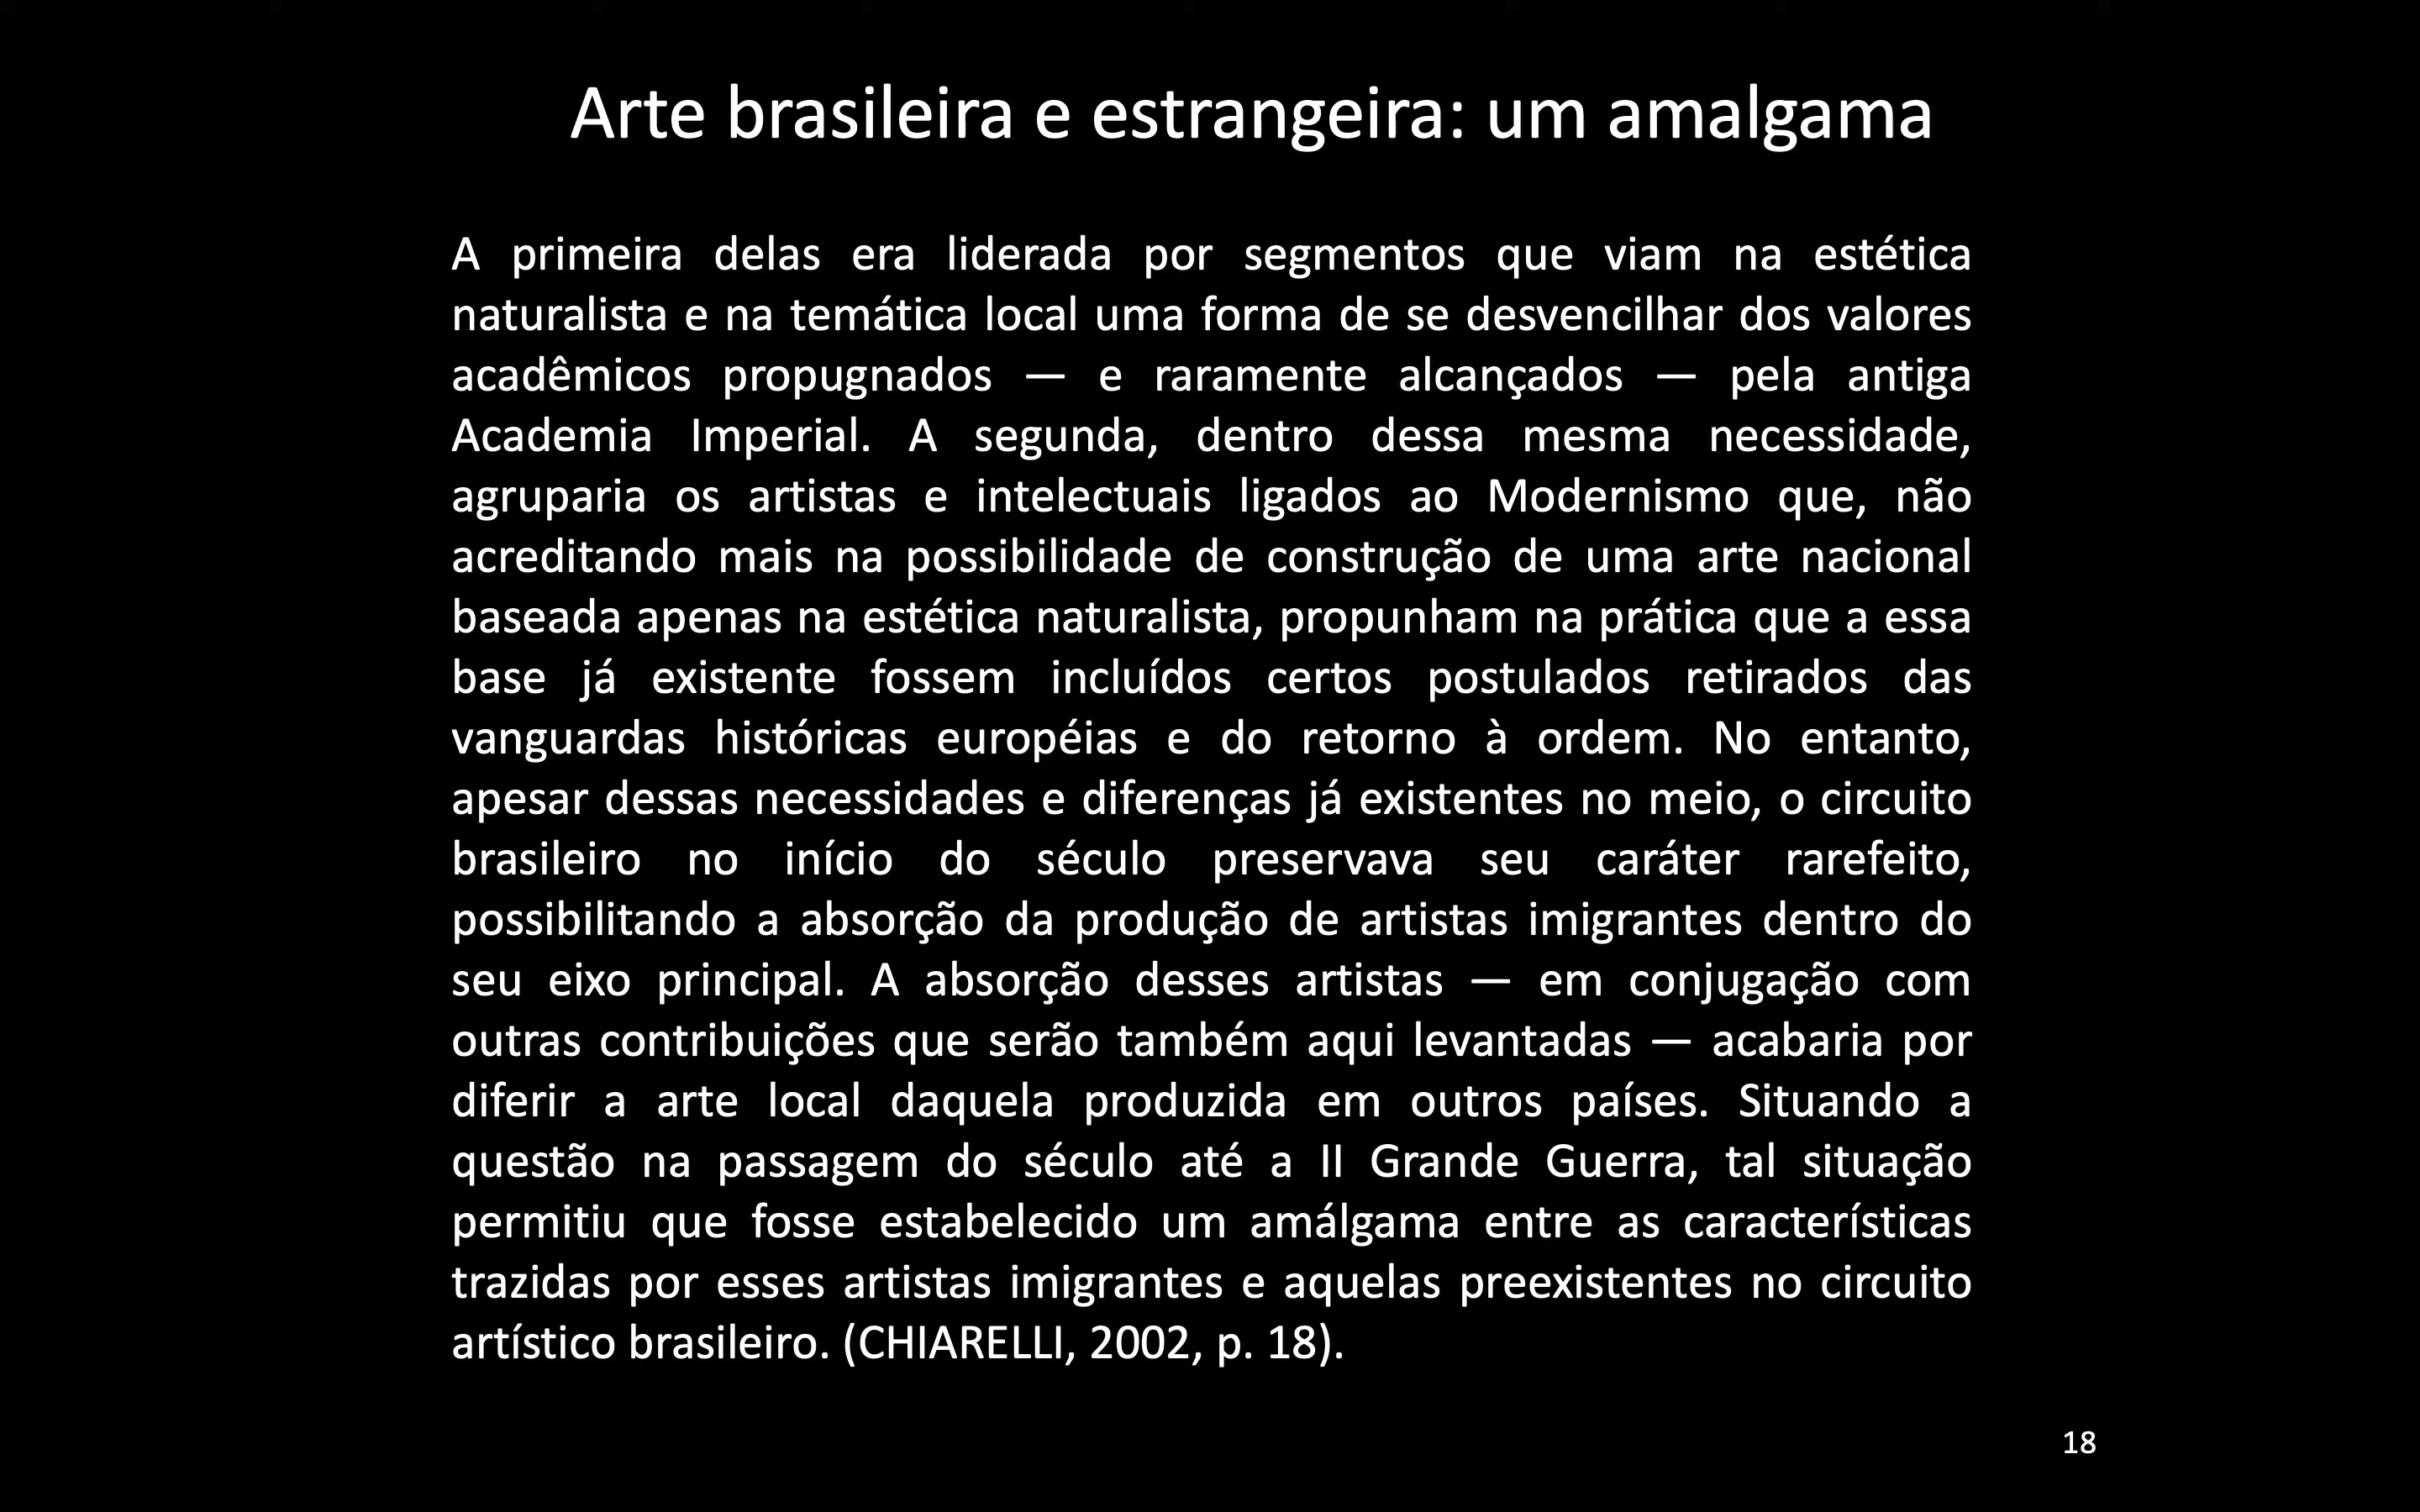 Arte brasileira e estrangeira: um amalgama
A primeira delas era liderada por segmentos que viam na estética
naturalista e na temática local uma forma de se desvencilhar dos valores
acadêmicos propugnados — e raramente alcançados — pela antiga
Academia Imperial. A segunda, dentro dessa mesma necessidade,
agruparia os artistas e intelectuais ligados ao Modernismo que, não
acreditando mais na possibilidade de construção de uma arte nacional
baseada apenas na estética naturalista, propunham na prática que a essa
base já existente fossem incluídos certos postulados retirados das
vanguardas históricas européias e do retorno à ordem. No entanto,
apesar dessas necessidades e diferenças já existentes no meio, o circuito
brasileiro no início do século preservava seu caráter rarefeito,
possibilitando a absorção da produção de artistas imigrantes dentro do
seu eixo principal. A absorção desses artistas — em conjugação com
outras contribuições que serão também aqui levantadas — acabaria por
diferir a arte local daquela produzida em outros países. Situando a
questão na passagem do século até a II Grande Guerra, tal situação
permitiu que fosse estabelecido um amálgama entre as características
trazidas por esses artistas imigrantes e aquelas preexistentes no circuito
artístico brasileiro. (CHIARELLI, 2002, p. 18).
18